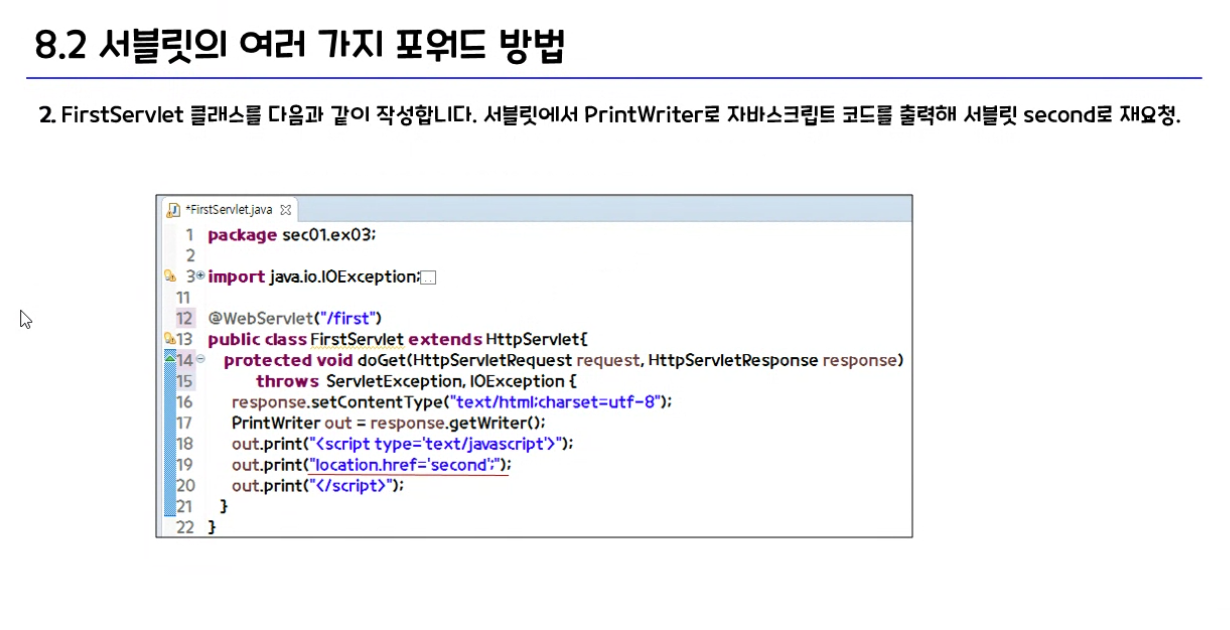 8.2 서블릿의 여러 가지 포워드 방법
2. FirstServlet 클래스를 다음과 같이 작성합니다. 서블릿에서 PrintWriter로 자바스크립트 코드를 출력해 서블릿 second로 재요청.
*FirstServlet.java
1 package sec01.ex03;
2
3 import java.io.IOException;
11
12 @WebServlet("/first")
13 public class FirstServlet extends HttpServlet{
14 protected void doGet(HttpServletRequest request, HttpServletResponse response)
15 throws ServletException, IOException {
16 response.setContentType("text/html;charset=utf-8");
17 PrintWriter out = response.getWriter();
18 out.print("<script type='text/javascript'>");
19 out.print("location.href='second';");
20 out.print("</script>");
21 }
22 }